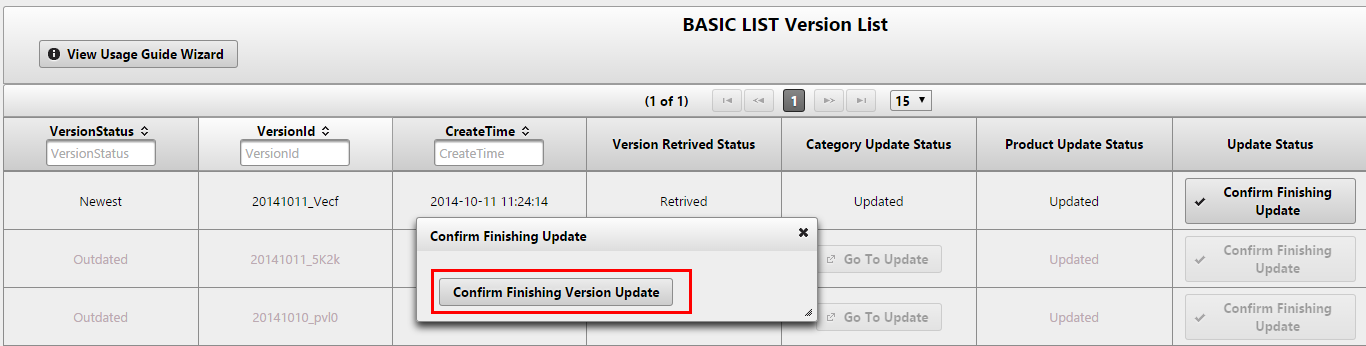 BASIC LIST Version List
View Usage Guide Wizard
(1 of 1) 1 15
VersionStatus VersionId CreateTime Version Retrived Status Category Update Status Product Update Status Update Status
VersionStatus VersionId CreateTime
Newest 20141011_Vecf 2014-10-11 11:24:14 Retrived Updated Updated Confirm Finishing
Update
Confirm Finishing Update
Outdated 20141011_5K2k Go To Update Updated Confirm Finishing
Update
Confirm Finishing Version Update
Outdated 20141010_pvl0 Go To Update Updated Confirm Finishing
Update